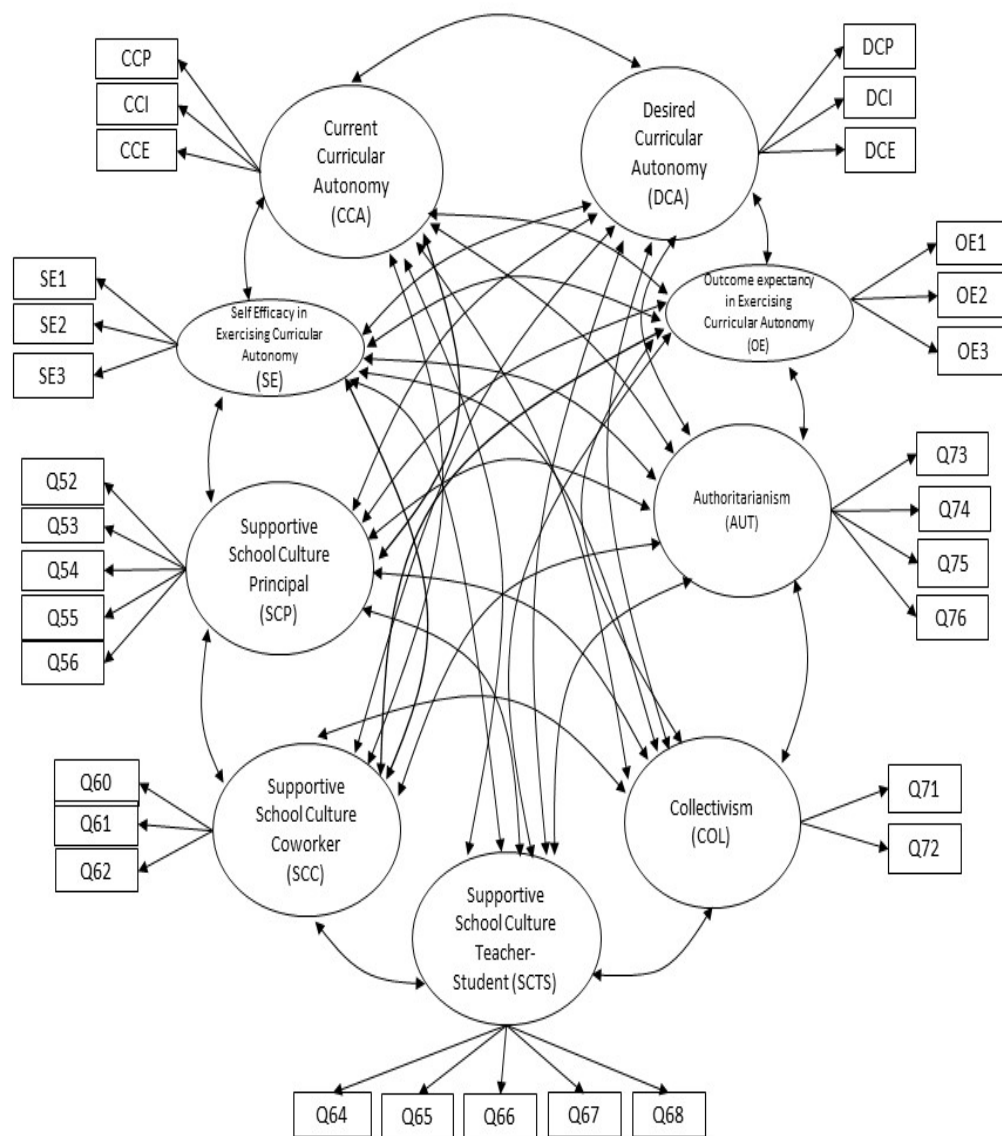 CCP
CCI
CCE
Current
Curricular
Autonomy
(CCA)
Desired
Curricular
Autonomy
(DCA)
DCP
DCI
DCE
SE1
SE2
SE3
Self Efficacy in
Exercising Curricular
Autonomy
(SE)
Outcome expectancy
in Exercising
Curricular Autonomy
(OE)
OE1
OE2
OE3
Q52
Q53
Q54
Q55
Q56
Supportive
School Culture
Principal
(SCP)
Authoritarianism
(AUT)
Q73
Q74
Q75
Q76
Q60
Q61
Q62
Supportive
School Culture
Coworker
(SCC)
Collectivism
(COL)
Q71
Q72
Supportive
School Culture
Teacher-
Student (SCTS)
Q64
Q65
Q66
Q67
Q68